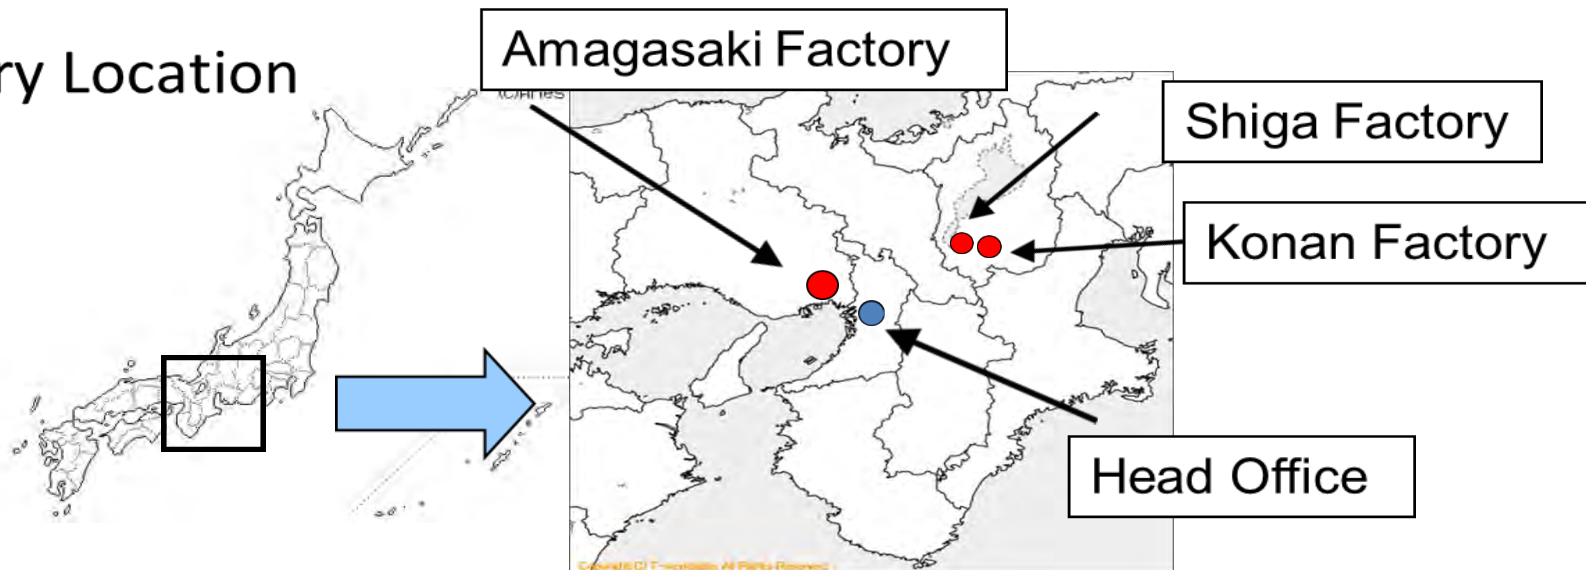 ry Location
Amagasaki Factory
Shiga Factory
Konan Factory
Head Office